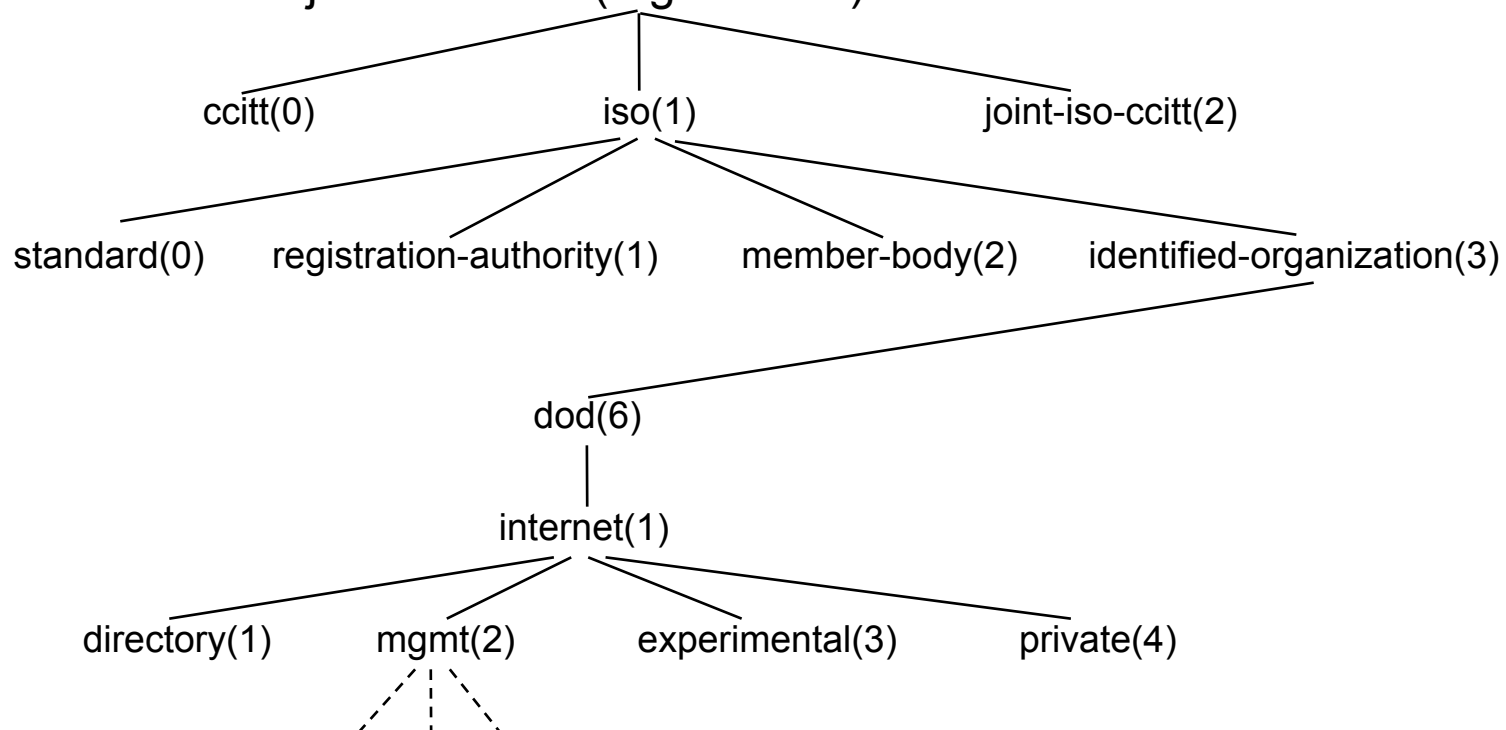 ccitt(0) iso(1) joint-iso-ccitt(2)
standard(0) registration-authority(1) member-body(2) identified-organization(3)
dod(6)
internet(1)
directory(1) mgmt(2) experimental(3) private(4)